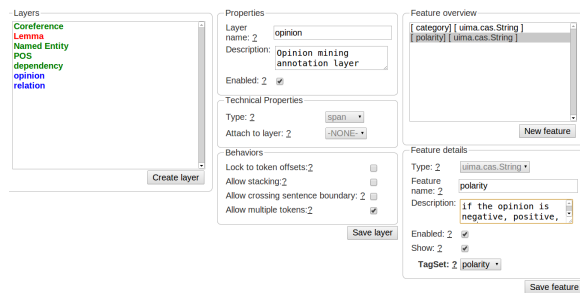 Layers
Coreference
Lemma
Named Entity
POS
dependency
opinion
relation
Create layer
Properties
Layer name: ? opinion
Description: Opinion mining
annotation layer
Enabled: ?
Technical Properties
Type: ? span
Attach to layer: ? -NONE-
Behaviors
Lock to token offsets:?
Allow stacking:?
Allow crossing sentence boundary: ?
Allow multiple tokens:?
Save layer
Feature overview
[ category] [ uima.cas.String ]
[ polarity] [ uima.cas.String ]
New feature
Feature details
Type: ? uima.cas.String
Feature name: ? polarity
Description: if the opinion is
negative, positive,
Enabled: ?
Show: ?
TagSet: ? polarity
Save feature